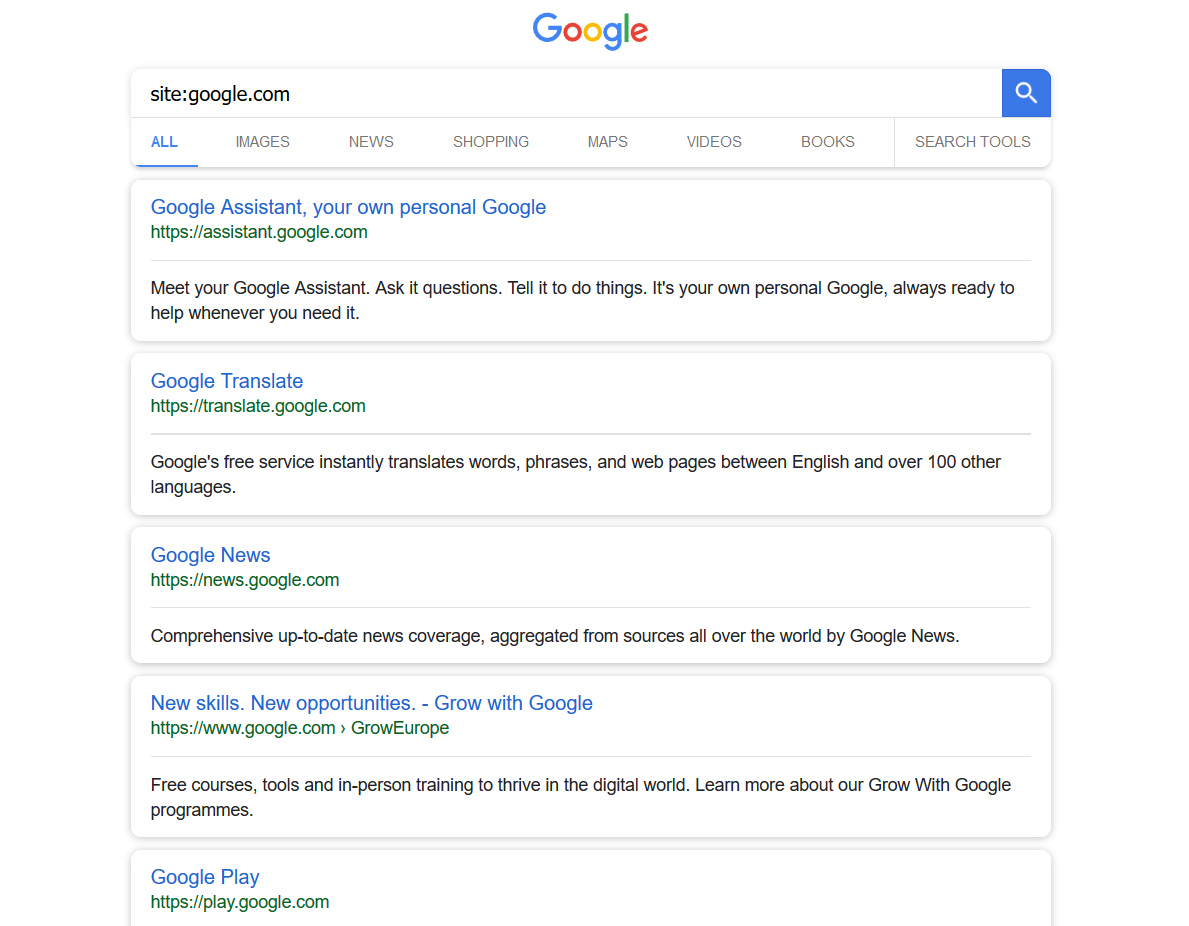 Google
site:google.com
ALL IMAGES NEWS SHOPPING MAPS VIDEOS BOOKS SEARCH TOOLS
Google Assistant, your own personal Google
https://assistant.google.com
Meet your Google Assistant. Ask it questions. Tell it to do things. It's your own personal Google, always ready to
help whenever you need it.
Google Translate
https://translate.google.com
Google's free service instantly translates words, phrases, and web pages between English and over 100 other
languages.
Google News
https://news.google.com
Comprehensive up-to-date news coverage, aggregated from sources all over the world by Google News.
New skills. New opportunities. - Grow with Google
https://www.google.com › GrowEurope
Free courses, tools and in-person training to thrive in the digital world. Learn more about our Grow With Google
programmes.
Google Play
https://play.google.com